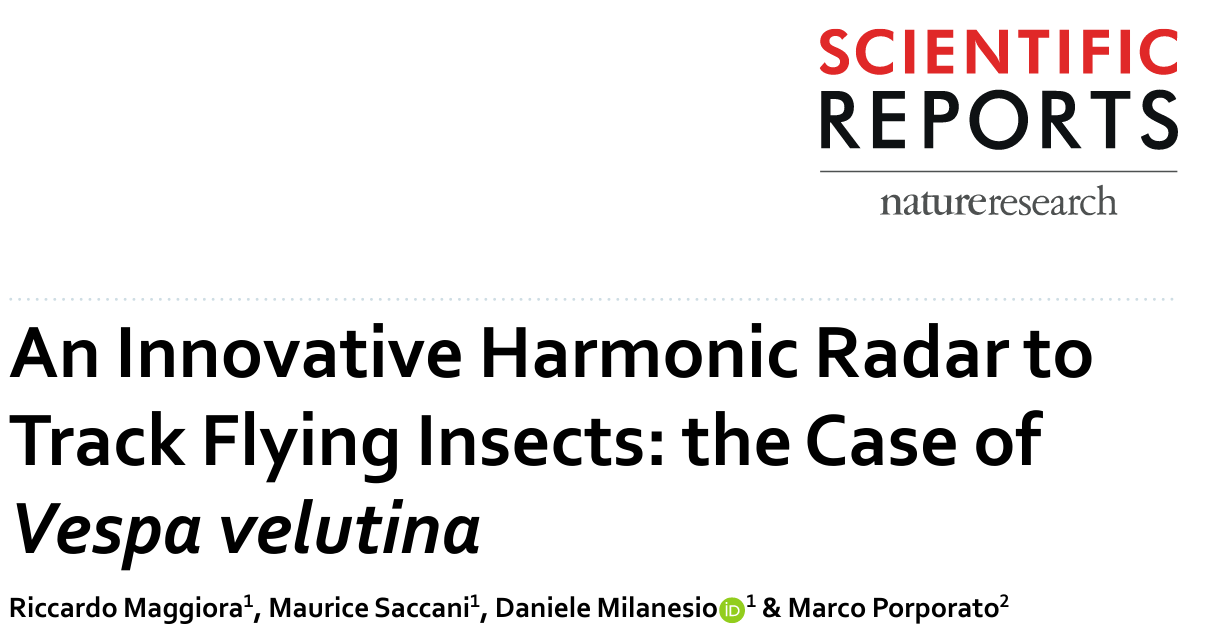 SCIENTIFIC
REPORTS
natureresearch
An Innovative Harmonic Radar to
Track Flying Insects: the Case of
Vespa velutina
Riccardo Maggiora1, Maurice Saccani1, Daniele Milanesio iD 1 & Marco Porporato2